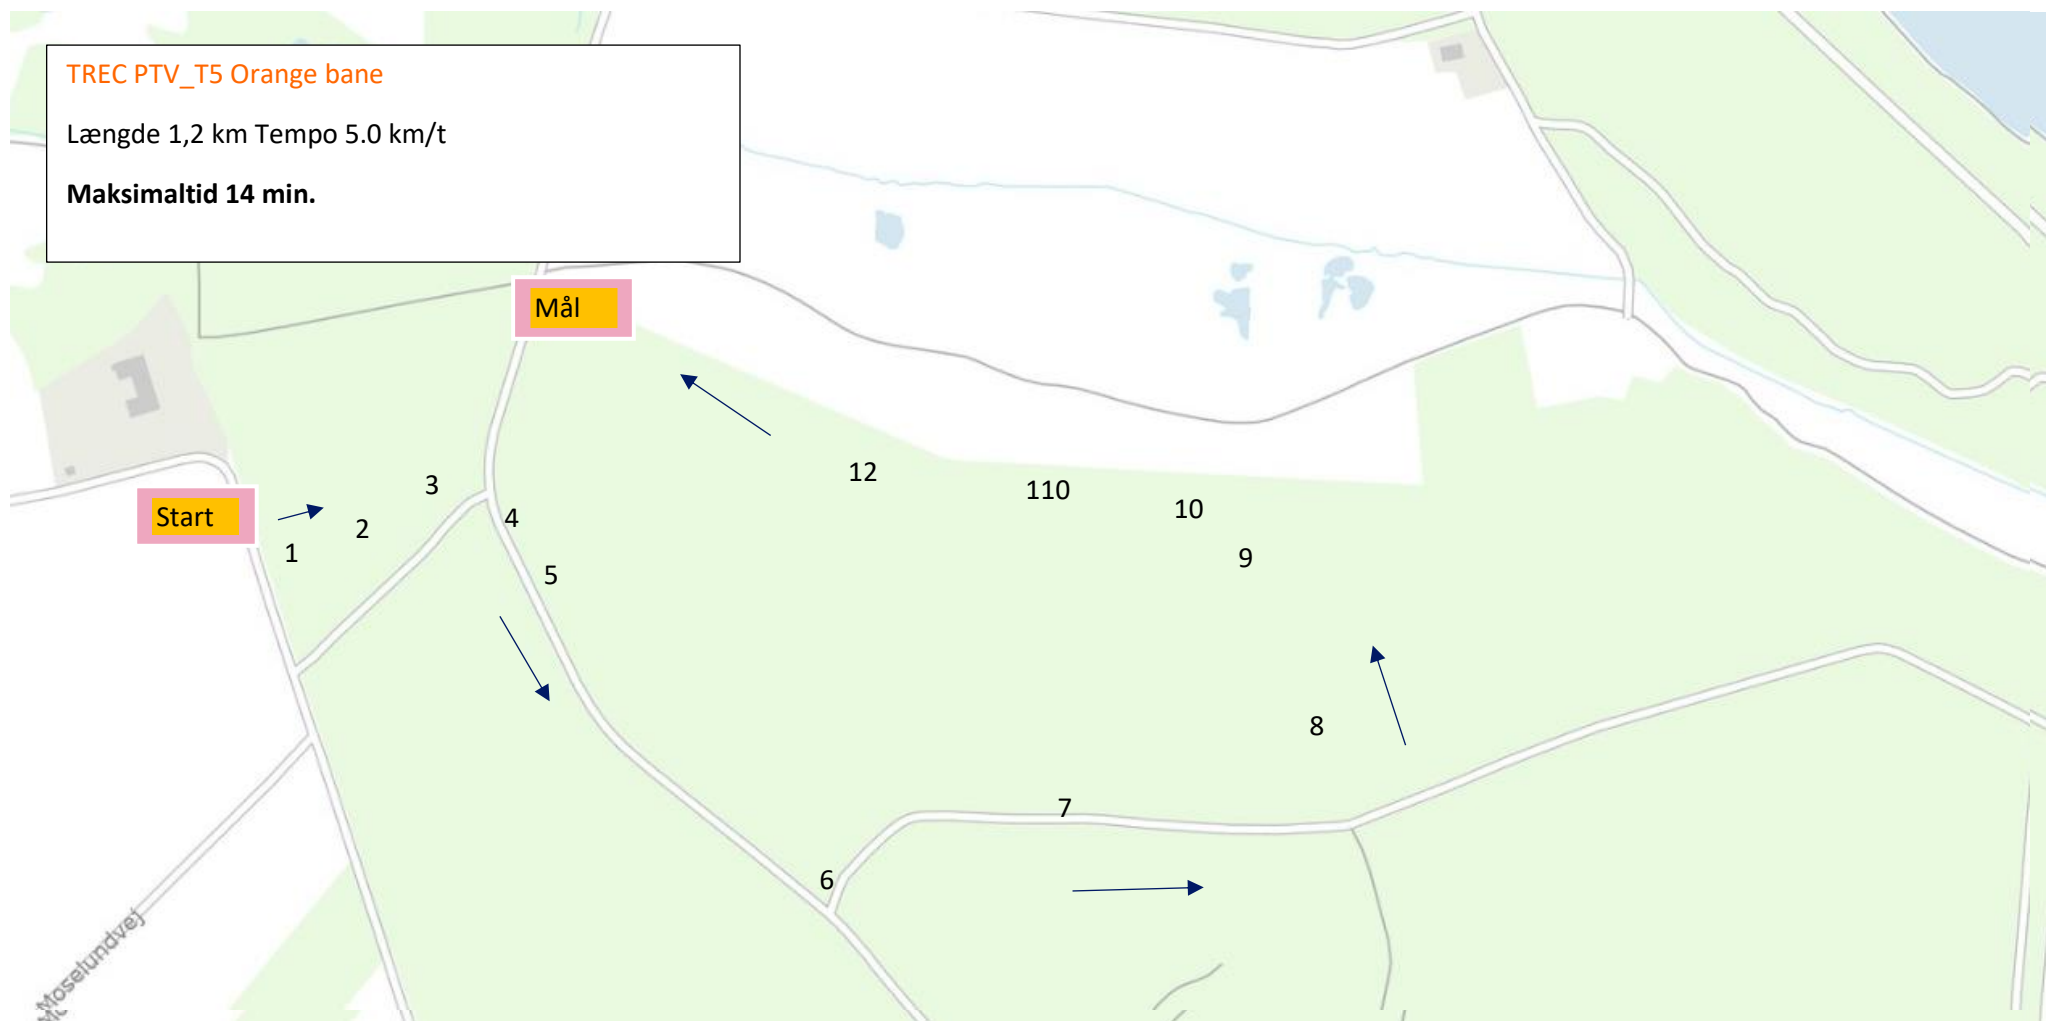 TREC PTV_T5 Orange bane
Længde 1,2 km Tempo 5.0 km/t
Maksimaltid 14 min.
Mål
Start
1
2
3
4
5
6
7
8
9
10
110
12
Moselundvej